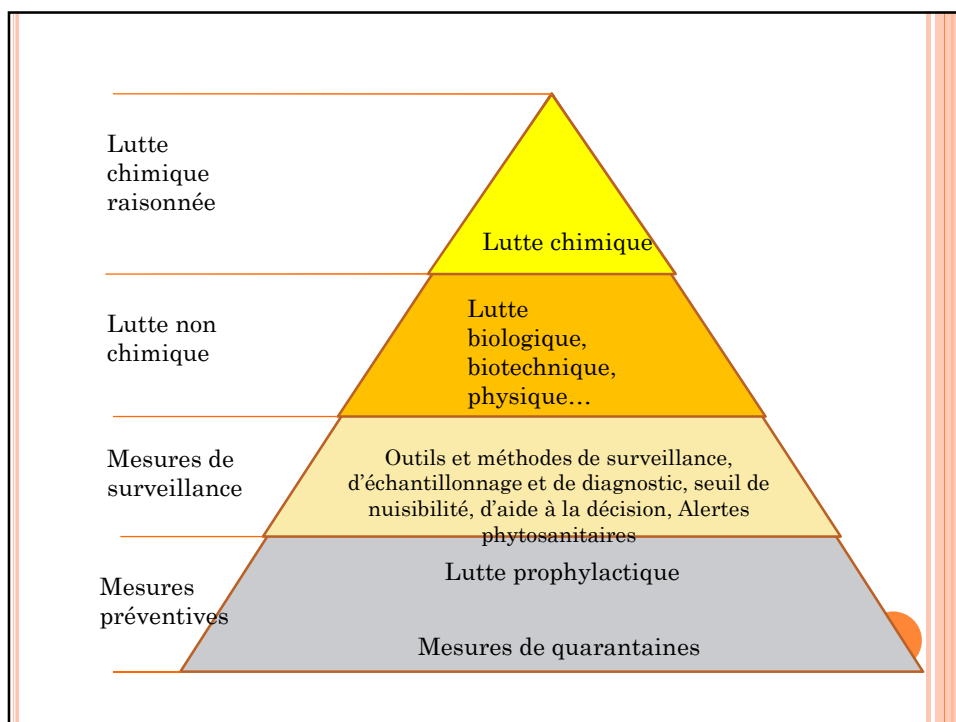 Lutte
chimique
raisonnée
Lutte chimique
Lutte non
chimique
Lutte
biologique,
biotechnique,
physique…
Mesures de
surveillance
Outils et méthodes de surveillance,
d'échantillonnage et de diagnostic, seuil de
nuisibilité, d'aide à la décision, Alertes
phytosanitaires
Mesures
préventives
Lutte prophylactique
Mesures de quarantaines